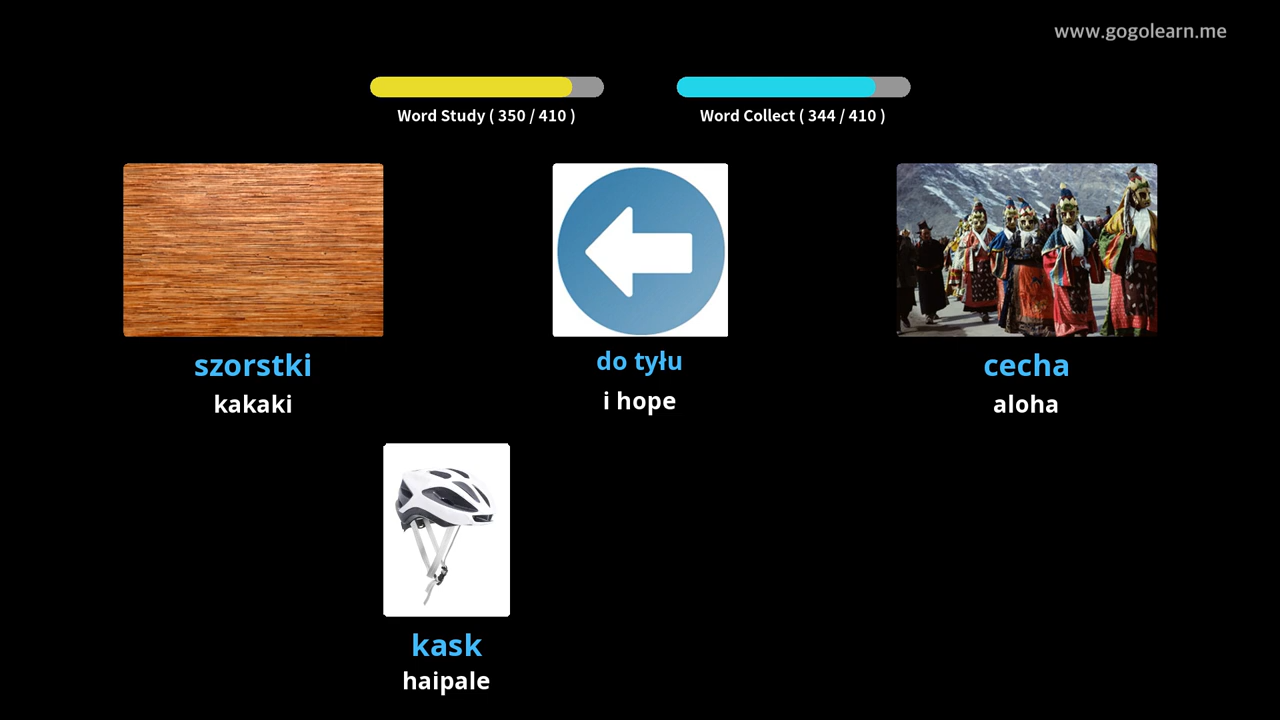 www.gogolearn.me
Word Study ( 350 / 410 )
Word Collect ( 344 / 410 )
szorstki
kakaki
do tyłu
i hope
cecha
aloha
kask
haipale